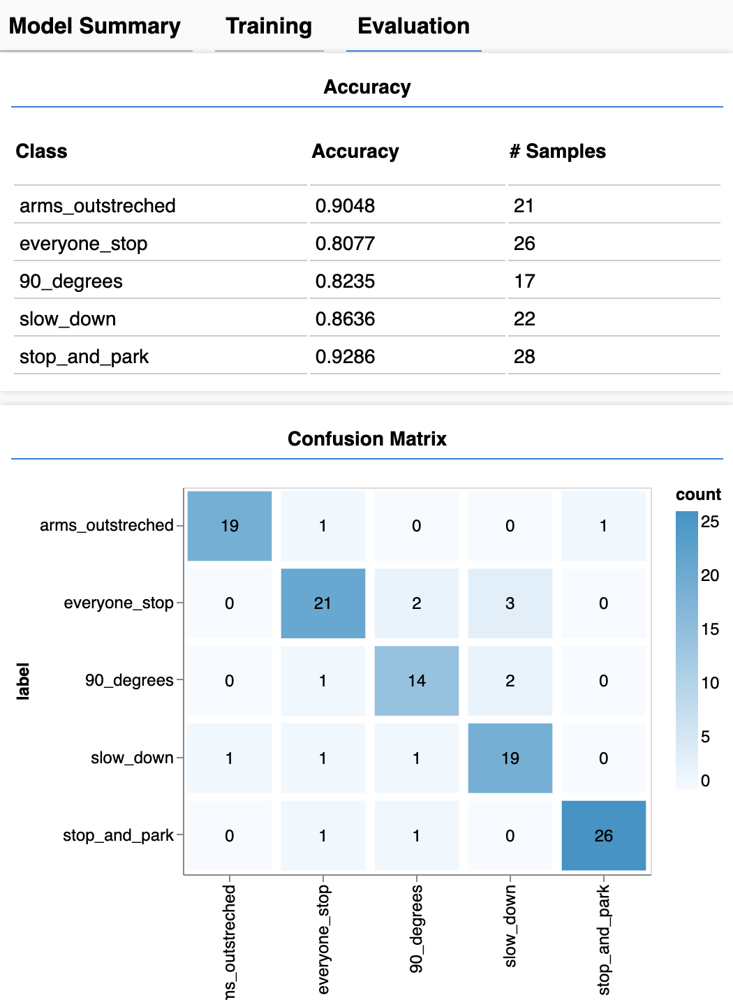 Model Summary Training Evaluation
Accuracy
Class Accuracy # Samples
arms_outstreched 0.9048 21
everyone_stop 0.8077 26
90_degrees 0.8235 17
slow_down 0.8636 22
stop_and_park 0.9286 28
Confusion Matrix
count
arms_outstreched 19 1 0 0 1
everyone_stop 0 21 2 3 0
90_degrees 0 1 14 2 0
slow_down 1 1 1 19 0
stop_and_park 0 1 1 0 26
label
25
20
15
10
5
0
ms_outstreched
everyone_stop
90_degrees
slow_down
stop_and_park